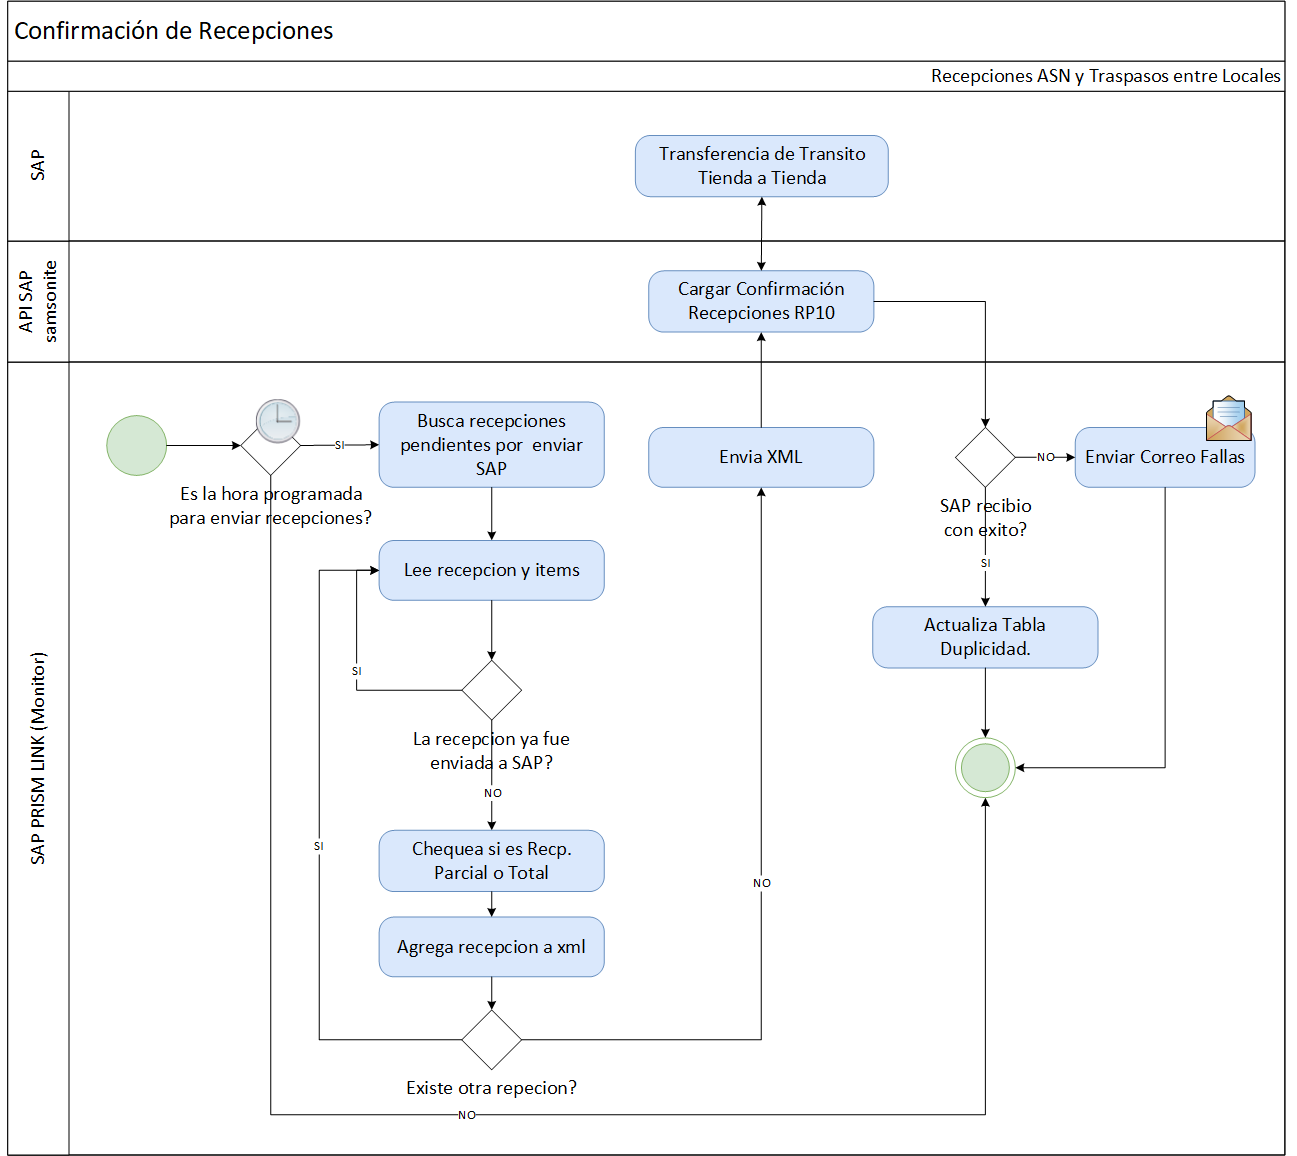 Confirmación de Recepciones
Recepciones ASN y Traspasos entre Locales
SAP
Transferencia de Transito
Tienda a Tienda
API SAP
samsonite
Cargar Confirmación
Recepciones RP10
SAP PRISM LINK (Monitor)
Es la hora programada
para enviar recepciones?
SI
Busca recepciones
pendientes por enviar
SAP
Lee recepcion y items
SI
La recepcion ya fue
enviada a SAP?
NO
Chequea si es Recp.
Parcial o Total
Agrega recepcion a xml
SI
Existe otra repecion?
NO
NO
Envia XML
SAP recibio
con exito?
NO
Enviar Correo Fallas
SI
Actualiza Tabla
Duplicidad.